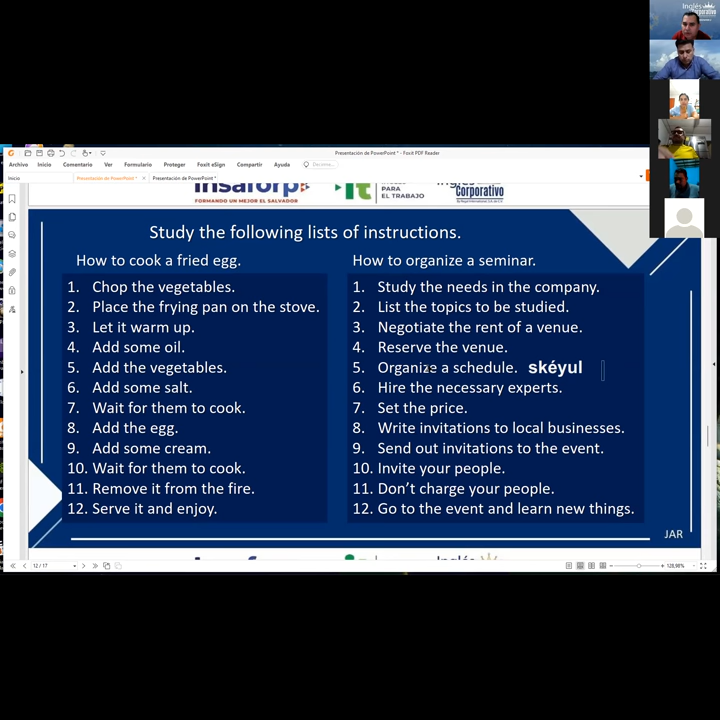 Inglés
Corporativo
Presentación de PowerPoint * - Foxit PDF Reader
Archivo Inicio Comentario Ver Formulario Proteger Foxit eSign Compartir Ayuda
Inicio Presentación de PowerPoint * Presentación de PowerPoint *
insaforp
FORMANDO UN MEJOR EL SALVADOR
PARA
EL TRABAJO
Corporativo
Study the following lists of instructions.
How to cook a fried egg.
1. Chop the vegetables.
2. Place the frying pan on the stove.
3. Let it warm up.
4. Add some oil.
5. Add the vegetables.
6. Add some salt.
7. Wait for them to cook.
8. Add the egg.
9. Add some cream.
10. Wait for them to cook.
11. Remove it from the fire.
12. Serve it and enjoy.
How to organize a seminar.
1. Study the needs in the company.
2. List the topics to be studied.
3. Negotiate the rent of a venue.
4. Reserve the venue.
5. Organize a schedule. skéyul
6. Hire the necessary experts.
7. Set the price.
8. Write invitations to local businesses.
9. Send out invitations to the event.
10. Invite your people.
11. Don't charge your people.
12. Go to the event and learn new things.
JAR
12 / 17
128,98%